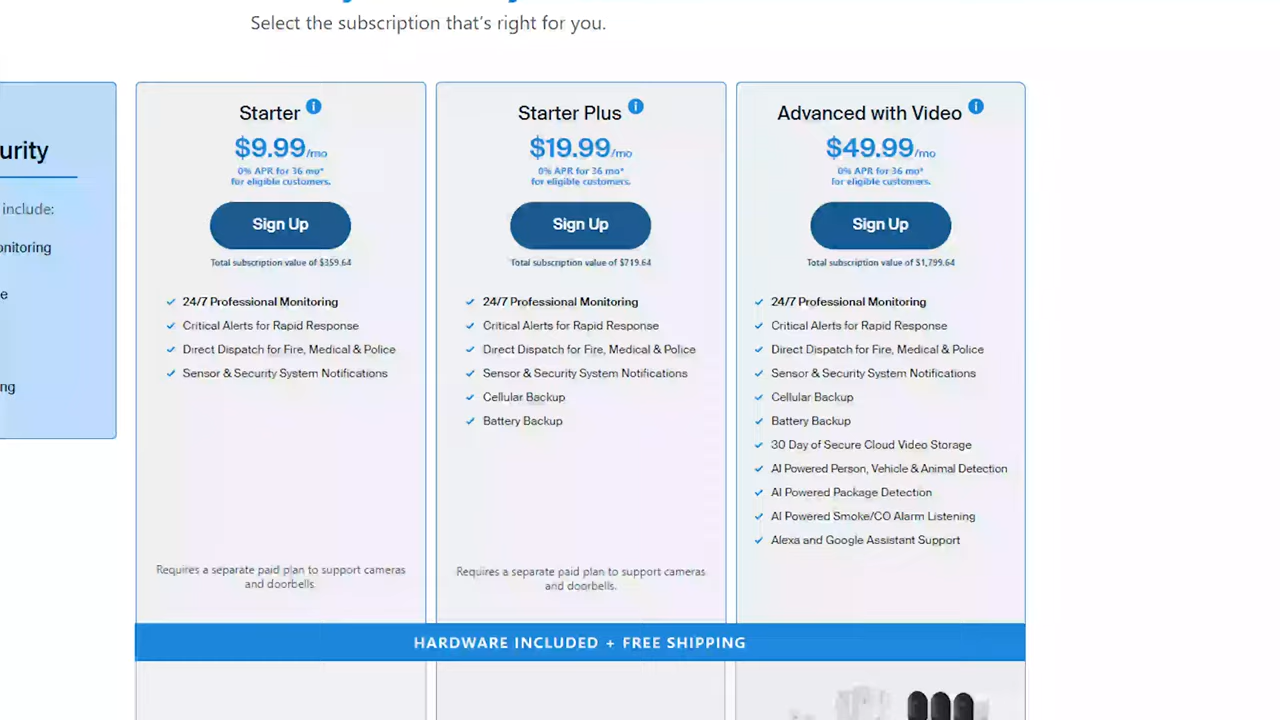 Select the subscription that's right for you.
urity
include:
onitoring
e
ng
Starter
$9.99/mo
0% APR for 36 mo*
for eligible customers.
Sign Up
Total subscription value of $359.64
24/7 Professional Monitoring
Critical Alerts for Rapid Response
Direct Dispatch for Fire, Medical & Police
Sensor & Security System Notifications
Requires a separate paid plan to support cameras
and doorbells.
Starter Plus
$19.99/mo
0% APR for 36 mo*
for eligible customers.
Sign Up
Total subscription value of $719.64
24/7 Professional Monitoring
Critical Alerts for Rapid Response
Direct Dispatch for Fire, Medical & Police
Sensor & Security System Notifications
Cellular Backup
Battery Backup
Requires a separate paid plan to support cameras
and doorbells.
Advanced with Video
$49.99/mo
0% APR for 36 mo*
for eligible customers.
Sign Up
Total subscription value of $1,799.64
24/7 Professional Monitoring
Critical Alerts for Rapid Response
Direct Dispatch for Fire, Medical & Police
Sensor & Security System Notifications
Cellular Backup
Battery Backup
30 Day of Secure Cloud Video Storage
AI Powered Person, Vehicle & Animal Detection
AI Powered Package Detection
AI Powered Smoke/CO Alarm Listening
Alexa and Google Assistant Support
HARDWARE INCLUDED + FREE SHIPPING